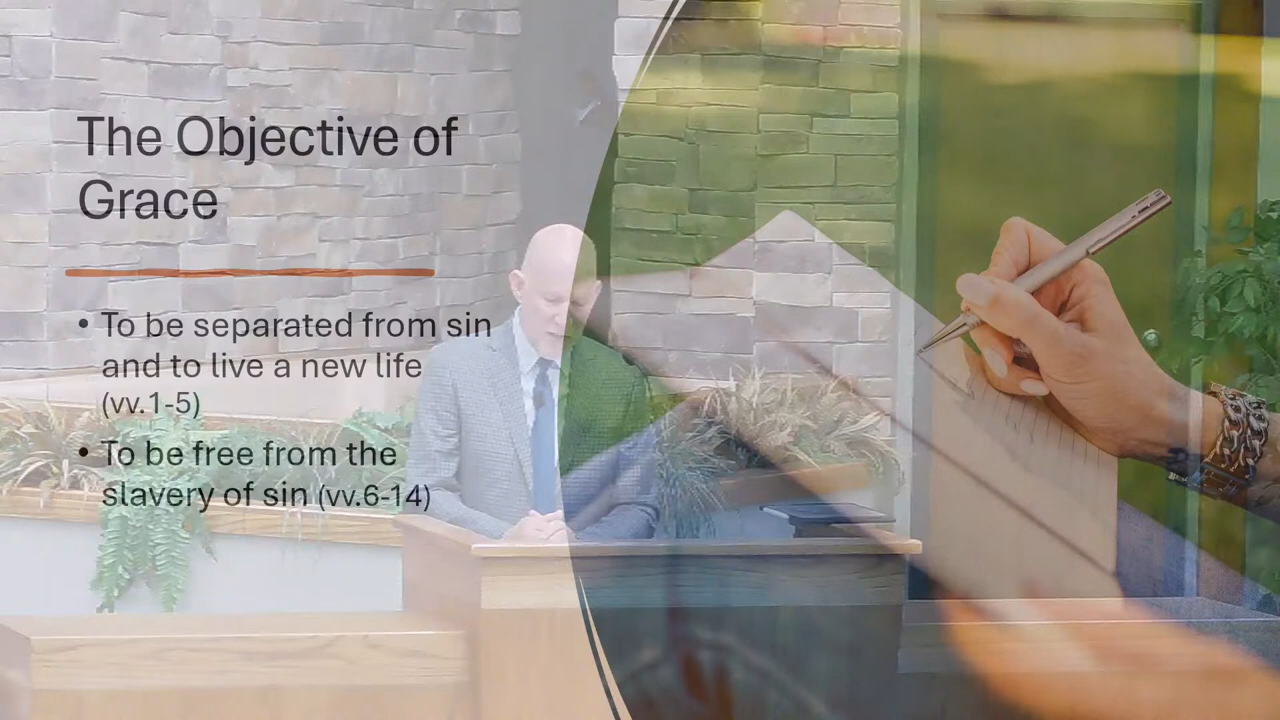 The Objective of
Grace
• To be separated from sin
and to live a new life
(vv.1-5)
• To be free from the
slavery of sin (vv.6-14)